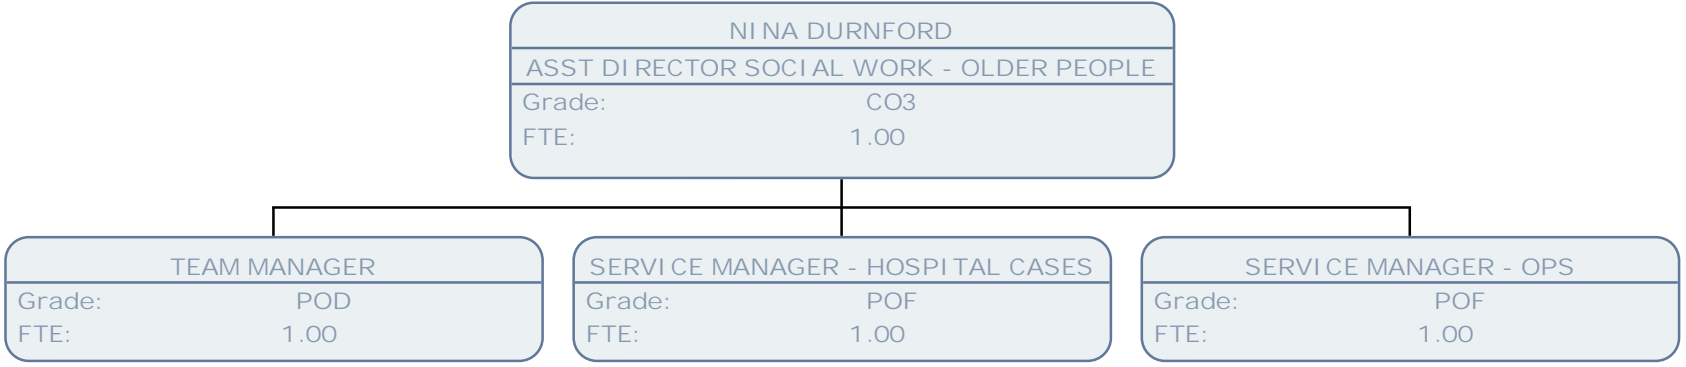 NINA DURNFORD
ASST DIRECTOR SOCIAL WORK - OLDER PEOPLE
Grade: CO3
FTE: 1.00
TEAM MANAGER
Grade: POD
FTE: 1.00
SERVICE MANAGER - HOSPITAL CASES
Grade: POF
FTE: 1.00
SERVICE MANAGER - OPS
Grade: POF
FTE: 1.00